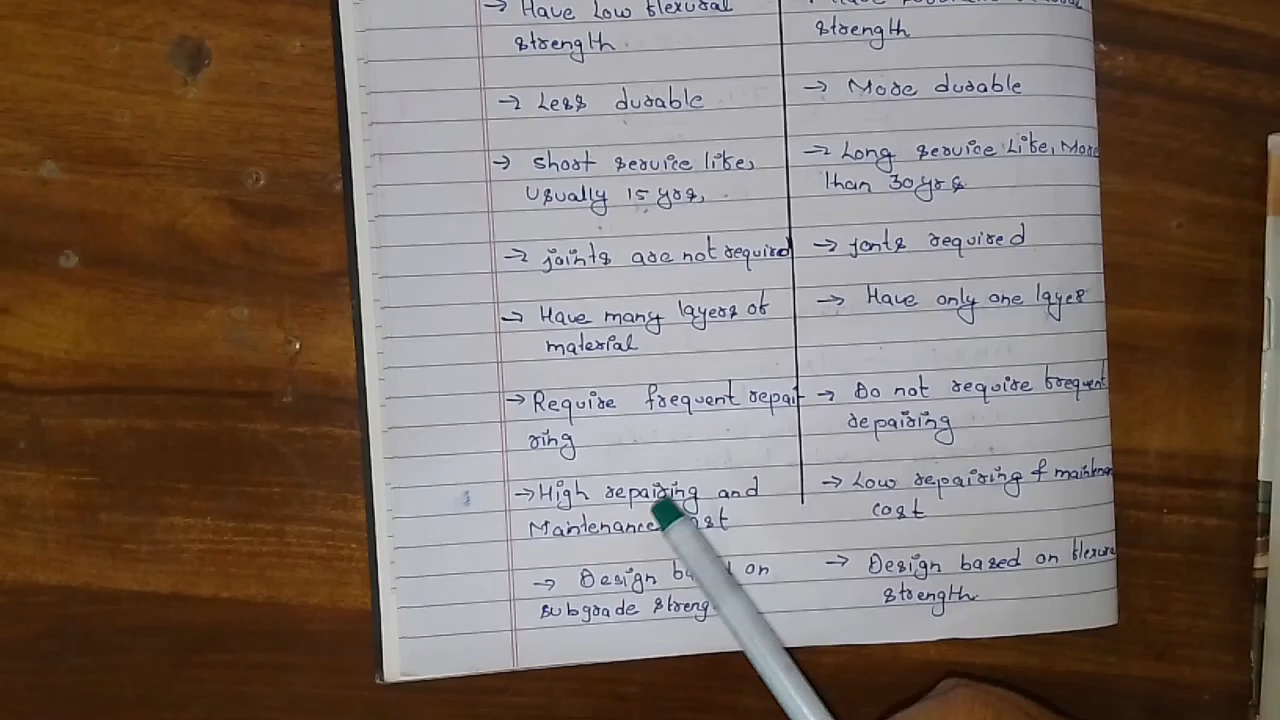 → Have Low flexural
strength
→ Less durable
→ short service life,
Usually 15 yrs,
→ joints are not required
→ Have many layers of
material
→ Require frequent repai
ring
→ High repairing and
Maintenance cost
→ Design based on
subgrade streng
strength
→ More durable
→ Long service Life, More
than 30 yrs
→ jonts required
→ Have only one layer
→ Do not require frequent
repairing
→ Low repairing &
cost
→ Design based on
strength